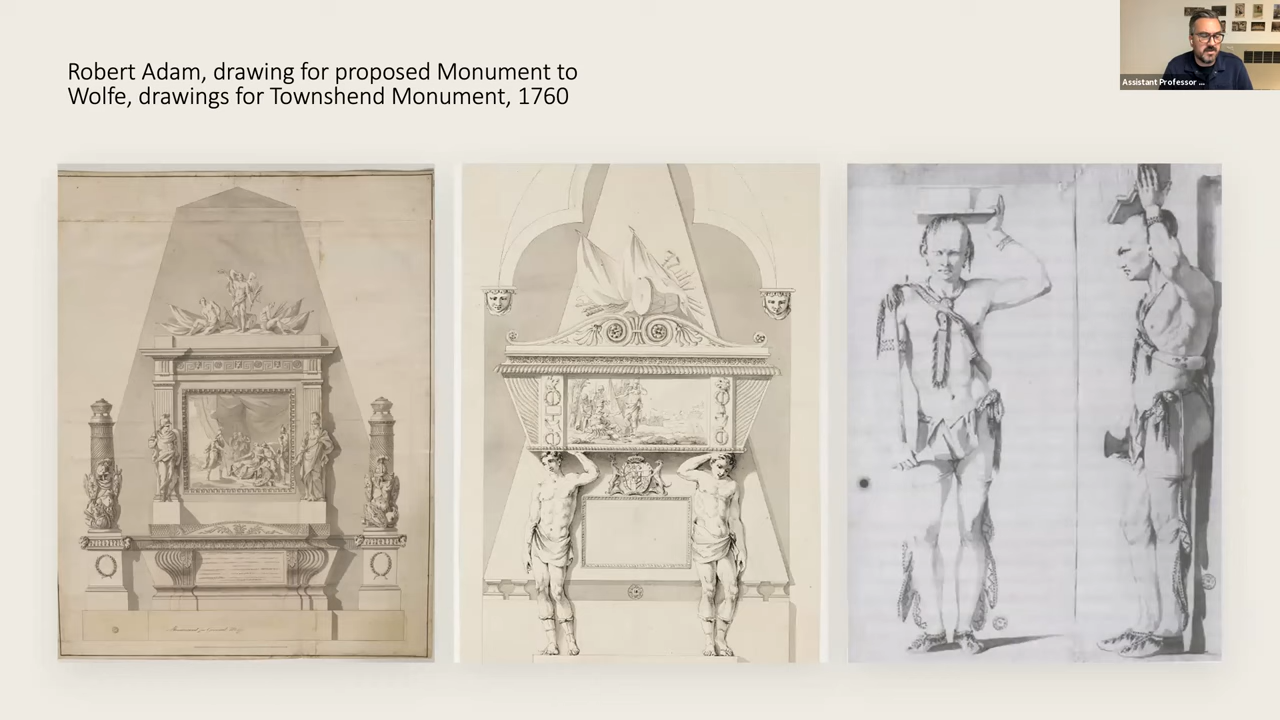 Robert Adam, drawing for proposed Monument to
Wolfe, drawings for Townshend Monument, 1760
Assistant Professor ...